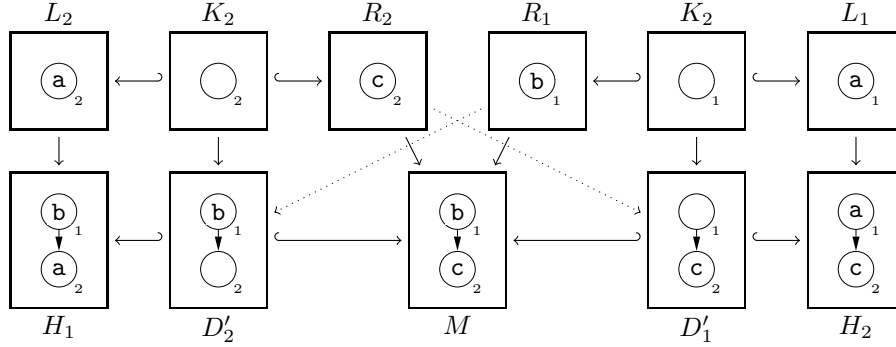 L₂ K₂ R₂ R₁ K₂ L₁
a ₂ ₂ c ₂ b ₁ ₁ a ₁
b ₁ b ₁ b ₁ ₁ a ₁
a ₂ ₂ c ₂ c ₂ c ₂
H₁ D′₂ M D′₁ H₂